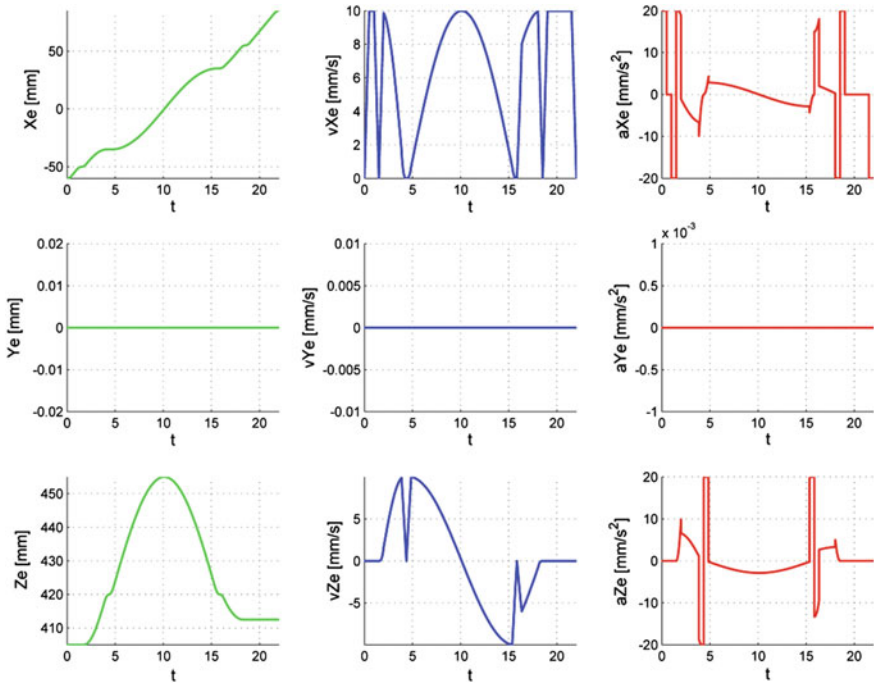 Xe [mm]
50
0
-50
0 5 10 15 20
t
vXe [mm/s]
10
8
6
4
2
0
0 5 10 15 20
t
aXe [mm/s²]
20
10
0
-10
-20
0 5 10 15 20
t
Ye [mm]
0.02
0.01
0
-0.01
-0.02
0 5 10 15 20
t
vYe [mm/s]
0.01
0.005
0
-0.005
-0.01
0 5 10 15 20
t
x 10⁻³
aYe [mm/s²]
1
0.5
0
-0.5
-1
0 5 10 15 20
t
Ze [mm]
450
440
430
420
410
0 5 10 15 20
t
vZe [mm/s]
5
0
-5
0 5 10 15 20
t
aZe [mm/s²]
20
10
0
-10
-20
0 5 10 15 20
t